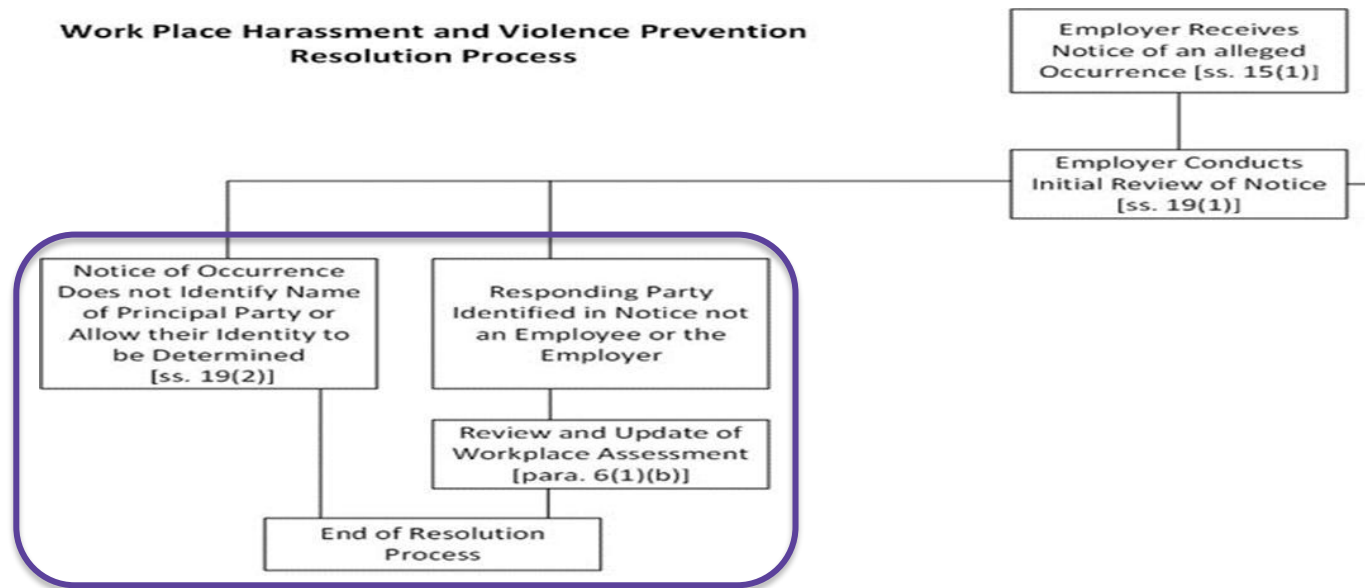 Work Place Harassment and Violence Prevention
Resolution Process
Employer Receives
Notice of an alleged
Occurrence [ss. 15(1)]
Employer Conducts
Initial Review of Notice
[ss. 19(1)]
Notice of Occurrence
Does not Identify Name
of Principal Party or
Allow their Identity to
be Determined
[ss. 19(2)]
Responding Party
Identified in Notice not
an Employee or the
Employer
Review and Update of
Workplace Assessment
[para. 6(1)(b)]
End of Resolution
Process